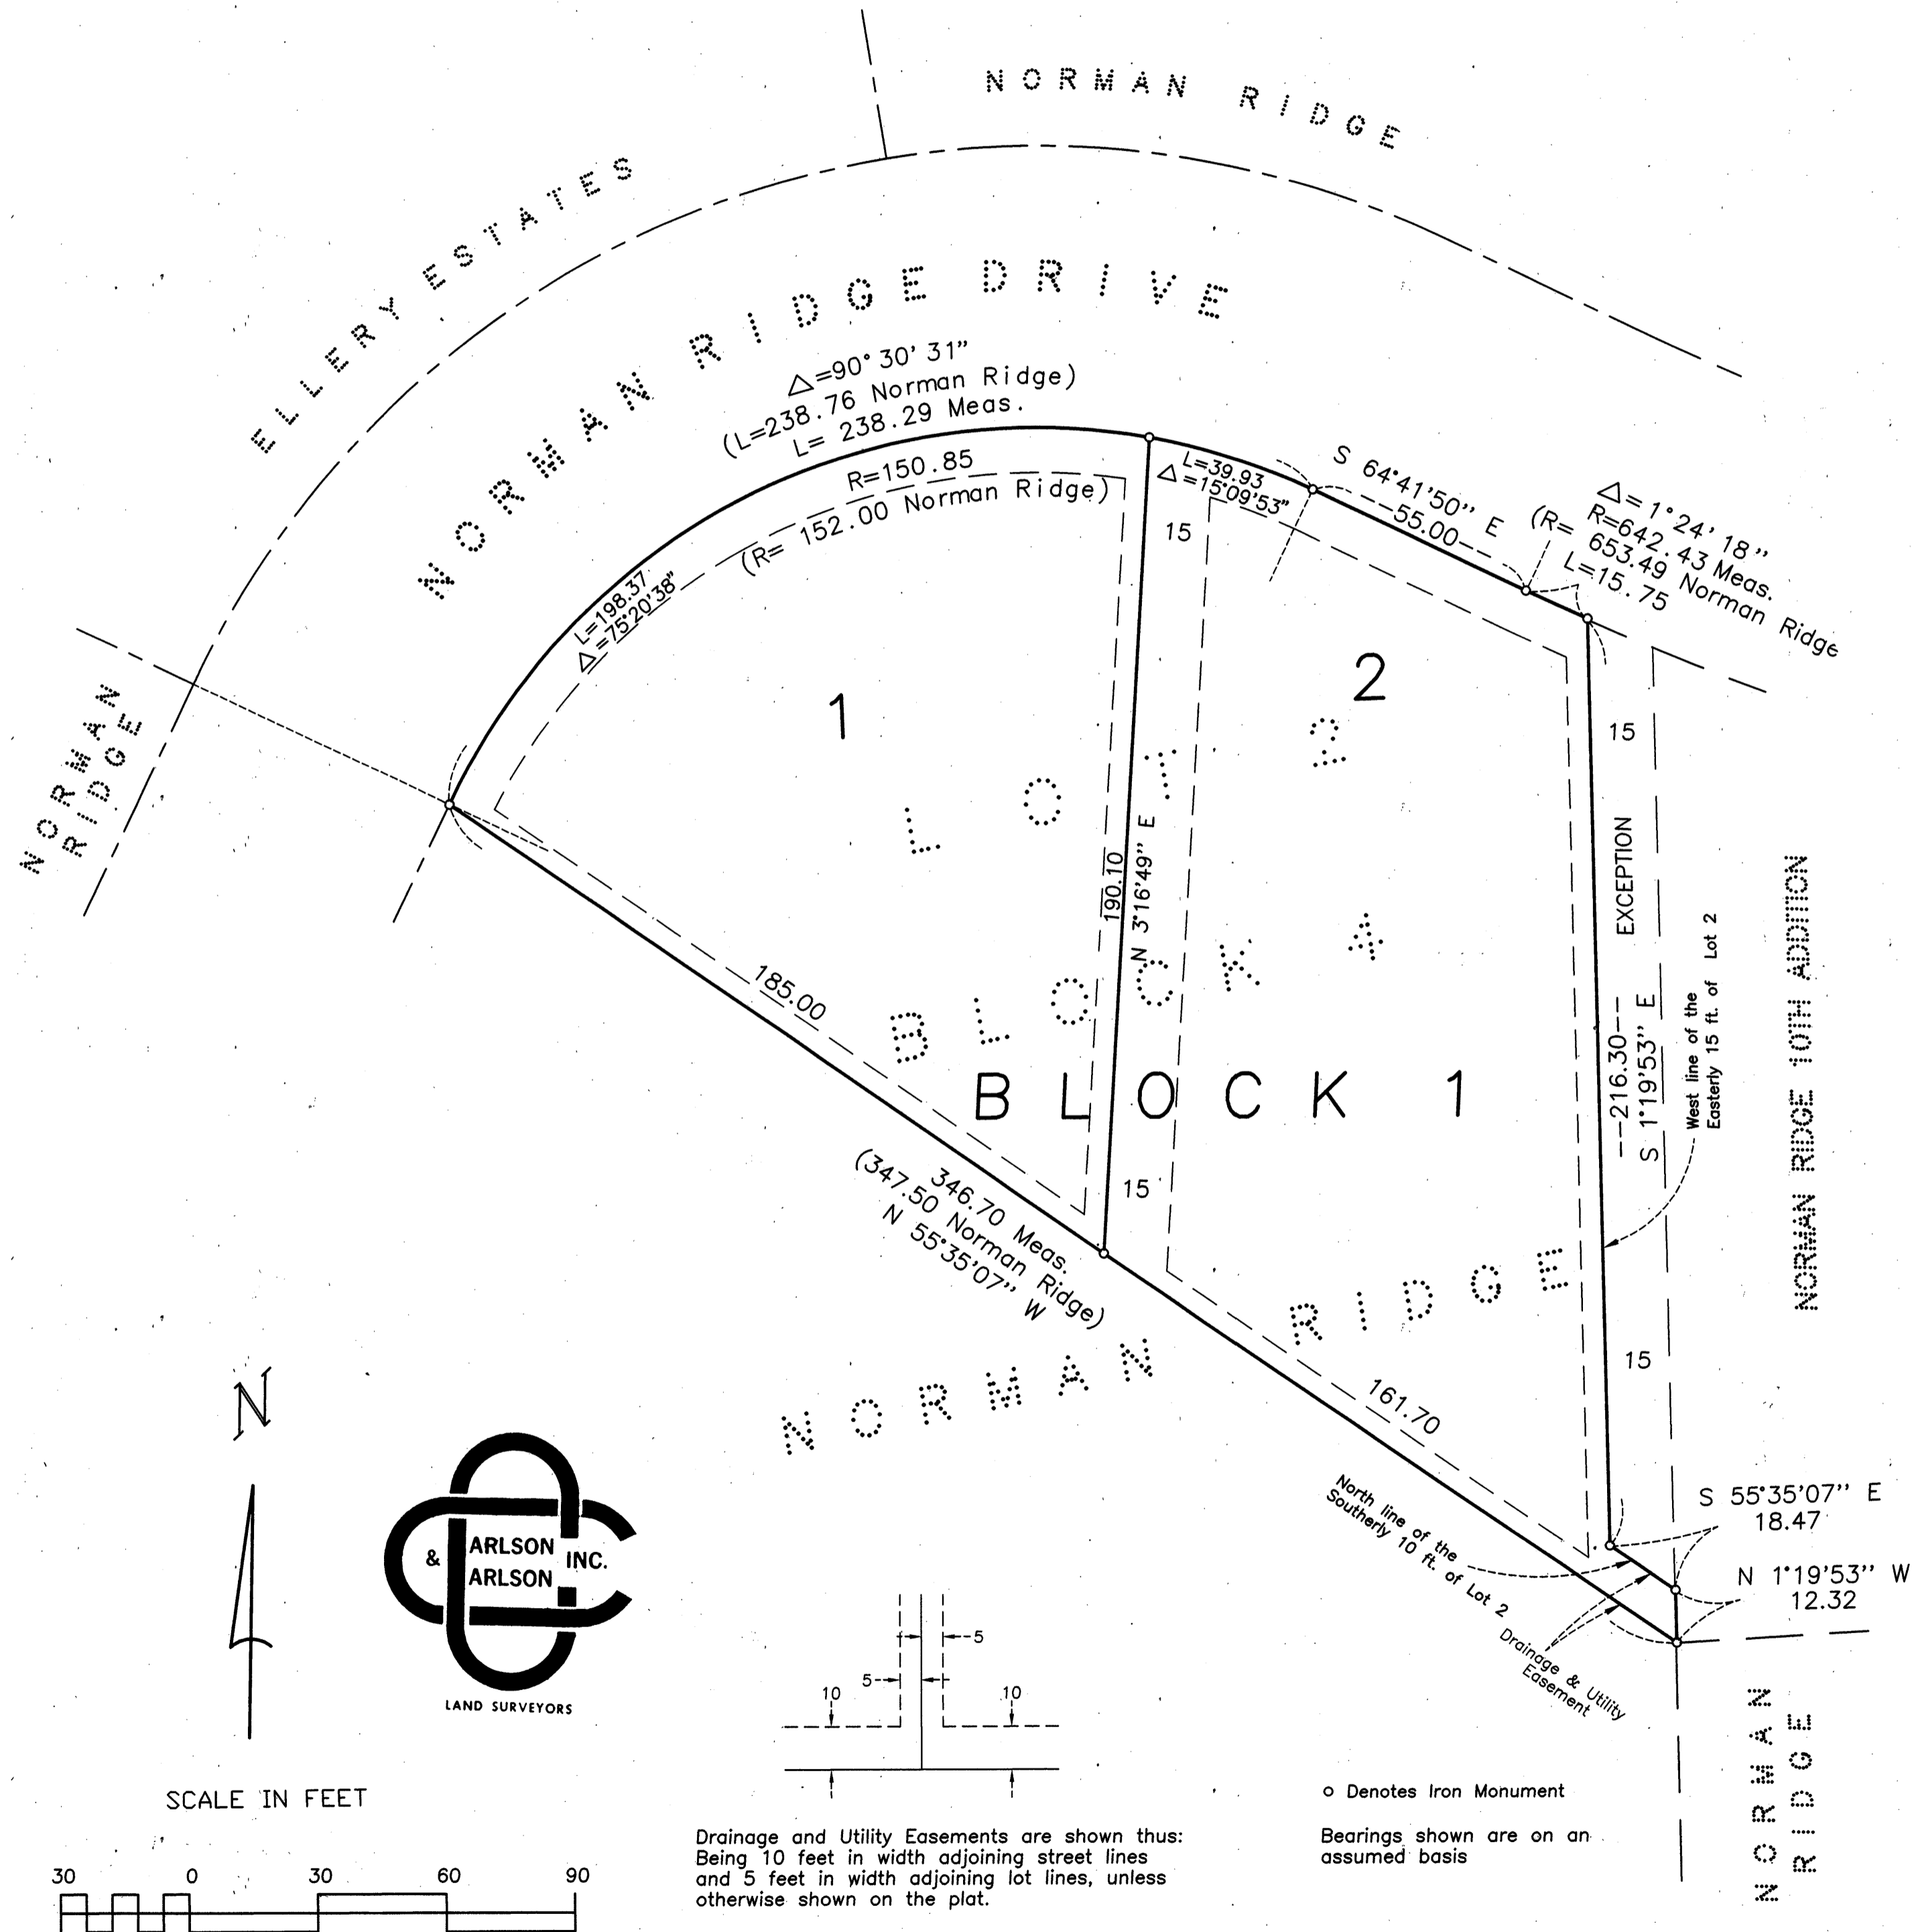 NORMAN RIDGE
ELLERY ESTATES
NORMAN RIDGE DRIVE
△=90°30'31"
(L=238.76 Norman Ridge)
L= 238.29 Meas.
R=150.85
(R= 152.00 Norman Ridge)
L=39.93
△=15°09'53"
S 64°41'50" E
--55.00--
△= 1°24'18"
R=642.43 Meas.
(R= 653.49 Norman Ridge
L=15.75
L=198.37
△=75°20'38"
15
NORMAN
RIDGE
1
2
15
LOT 2
190.10
N 3°16'49" E
EXCEPTION
West line of the
Easterly 15 ft. of Lot 2
NORMAN RIDGE 10TH ADDITION
185.00
BLOCK 4
BLOCK 1
--216.30--
S 1°19'53" E
15
346.70 Meas.
(347.50 Norman Ridge)
N 55°35'07" W
NORMAN RIDGE
15
161.70
N
North line of the
Southerly 10 ft. of Lot 2
S 55°35'07" E
18.47
N 1°19'53" W
12.32
Drainage & Utility
Easement
& ARLSON INC.
ARLSON
LAND SURVEYORS
5
5
10
10
NORMAN
RIDGE
SCALE IN FEET
30 0 30 60 90
Drainage and Utility Easements are shown thus:
Being 10 feet in width adjoining street lines
and 5 feet in width adjoining lot lines, unless
otherwise shown on the plat.
o Denotes Iron Monument
Bearings shown are on an
assumed basis